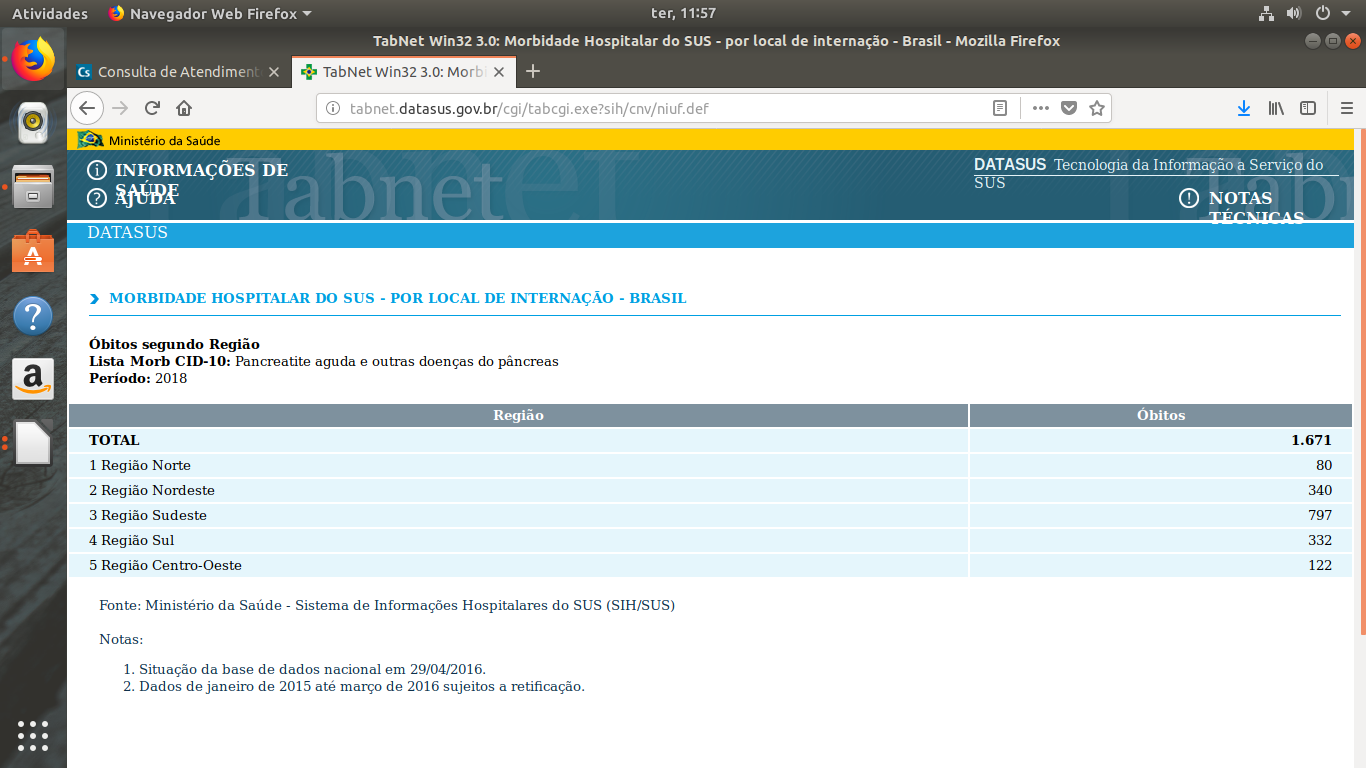 Atividades Navegador Web Firefox ter, 11:57
TabNet Win32 3.0: Morbidade Hospitalar do SUS - por local de internação - Brasil - Mozilla Firefox
Consulta de Atendiment TabNet Win32 3.0: Morbi
tabnet.datasus.gov.br/cgi/tabcgi.exe?sih/cnv/niuf.def
Ministério da Saúde
INFORMAÇÕES DE
SAÚDE
AJUDA
Tabnet
DATASUS Tecnologia da Informação a Serviço do
SUS
NOTAS
TÉCNICAS
DATASUS
MORBIDADE HOSPITALAR DO SUS - POR LOCAL DE INTERNAÇÃO - BRASIL
Óbitos segundo Região
Lista Morb CID-10: Pancreatite aguda e outras doenças do pâncreas
Período: 2018
Região Óbitos
TOTAL 1.671
1 Região Norte 80
2 Região Nordeste 340
3 Região Sudeste 797
4 Região Sul 332
5 Região Centro-Oeste 122
Fonte: Ministério da Saúde - Sistema de Informações Hospitalares do SUS (SIH/SUS)
Notas:
1. Situação da base de dados nacional em 29/04/2016.
2. Dados de janeiro de 2015 até março de 2016 sujeitos a retificação.